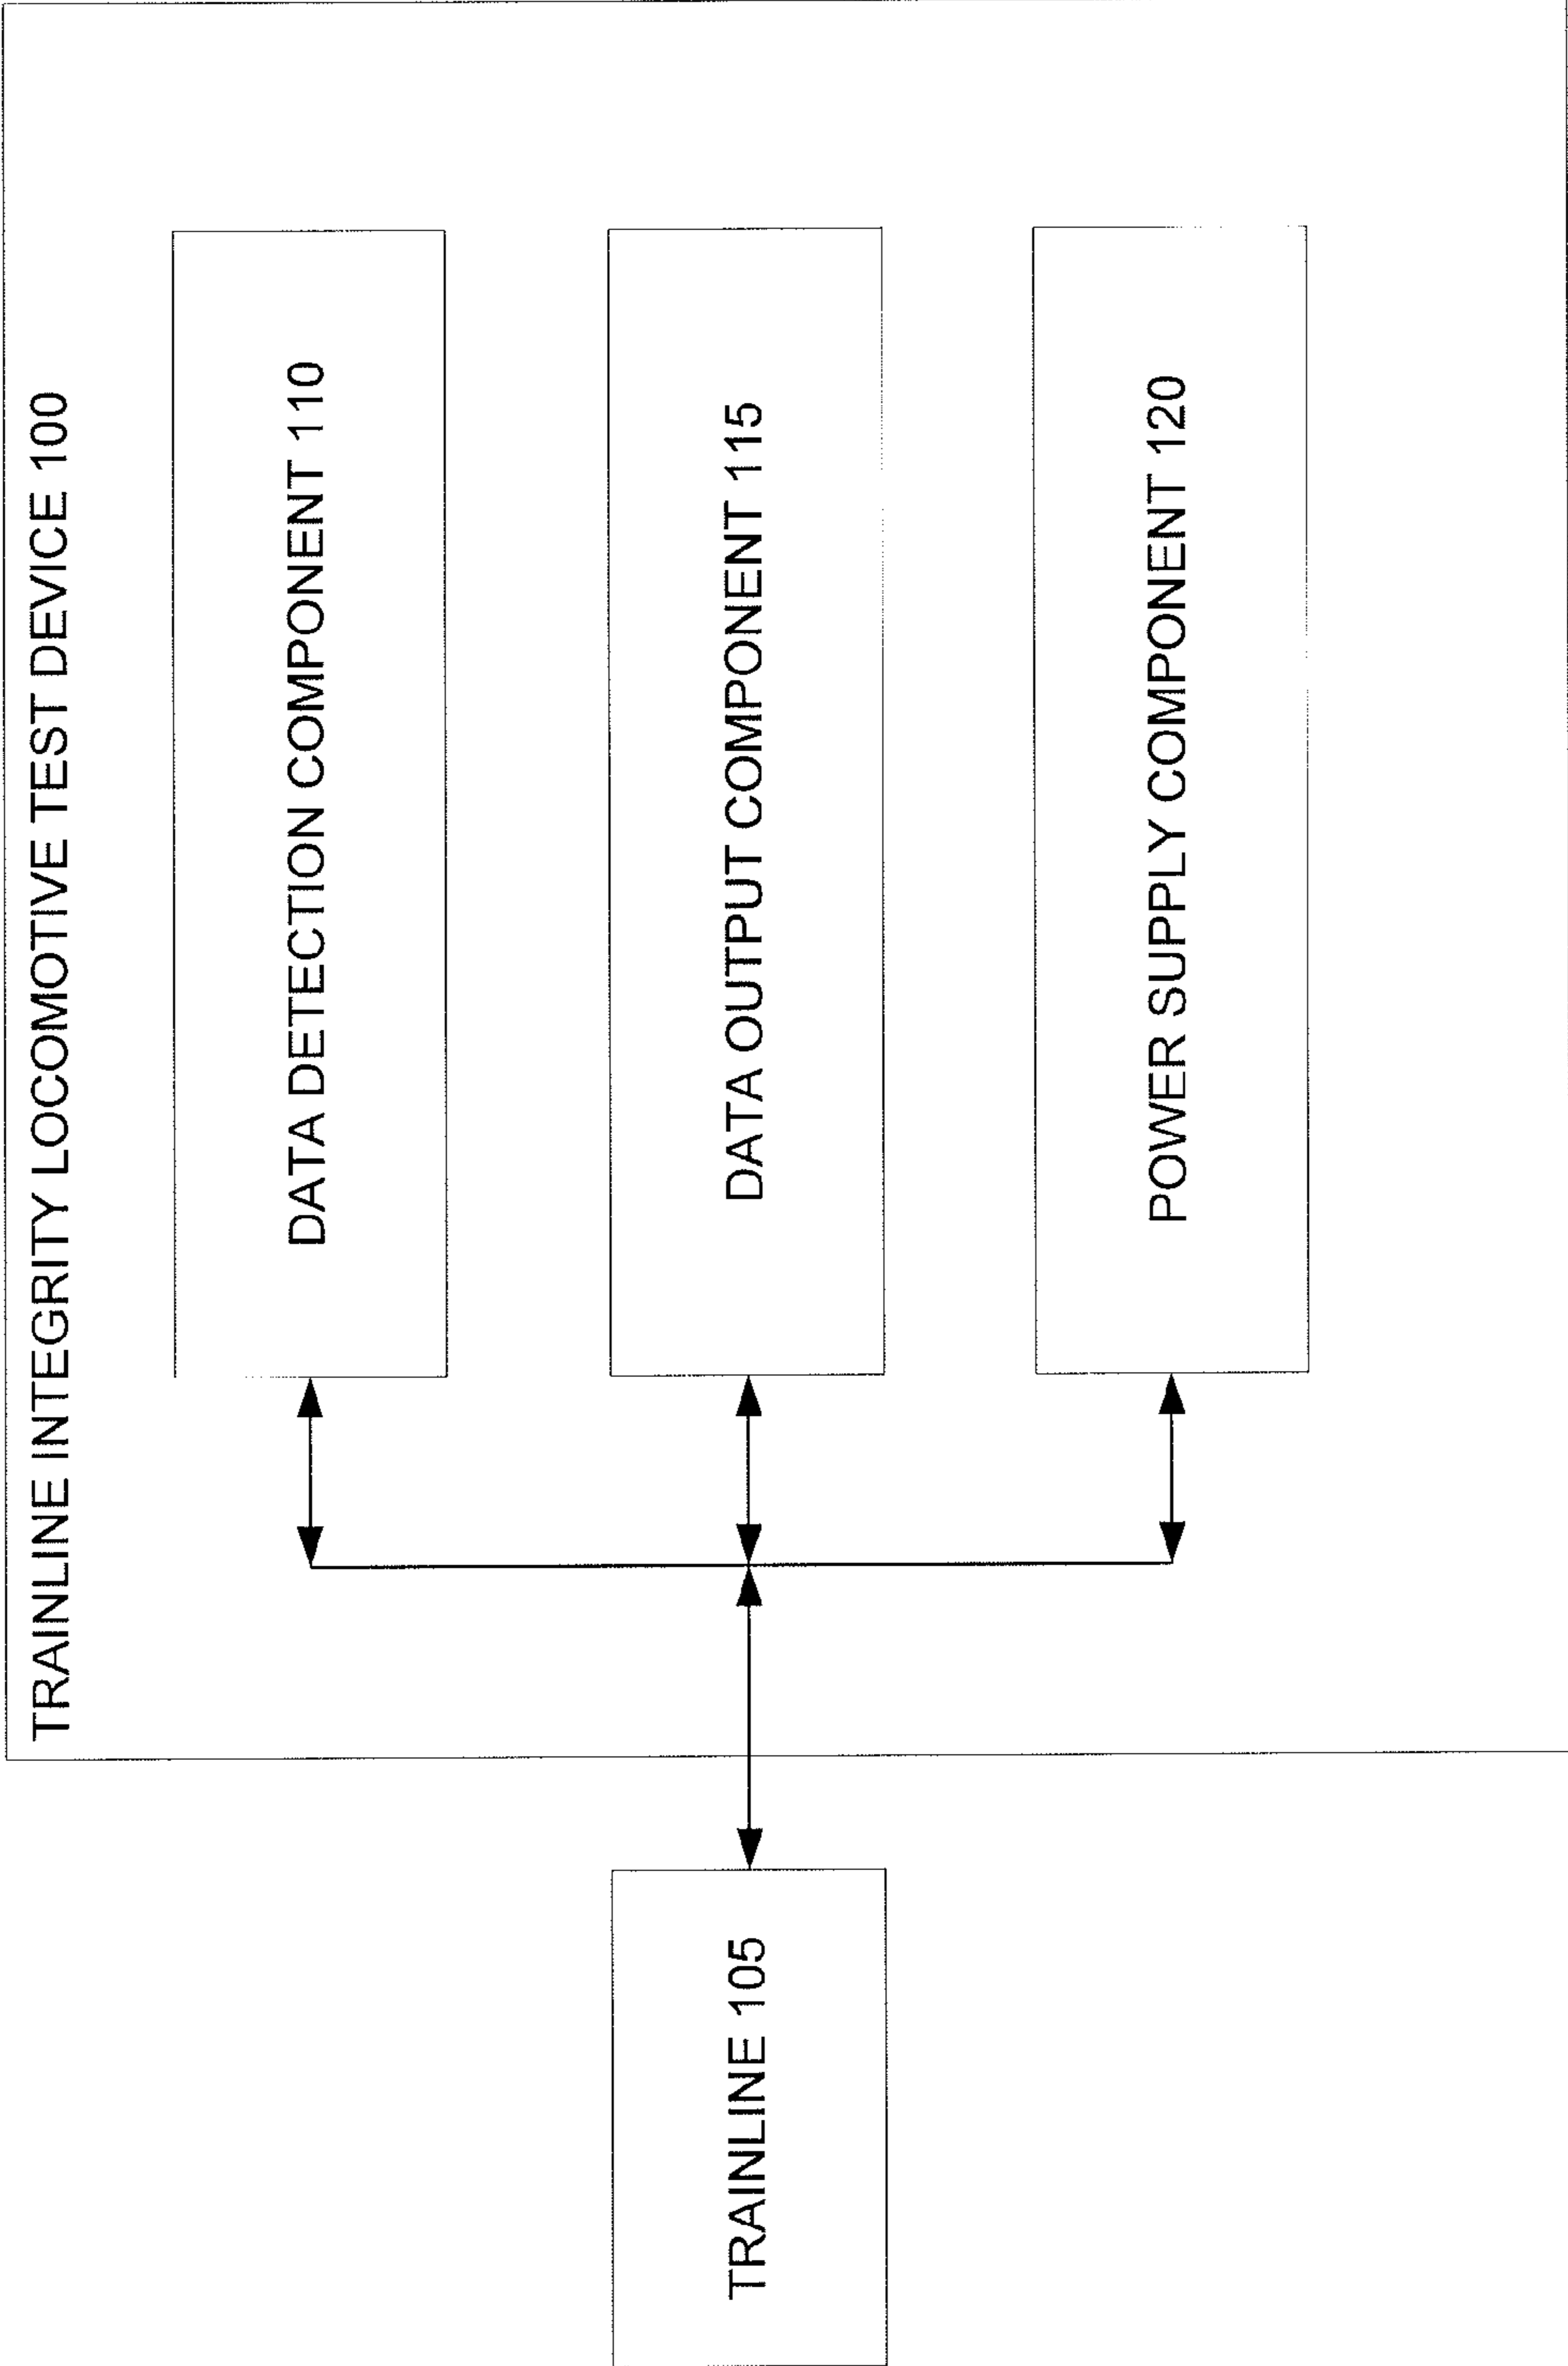 TRAINLINE INTEGRITY LOCOMOTIVE TEST DEVICE 100
DATA DETECTION COMPONENT 110
TRAINLINE 105
DATA OUTPUT COMPONENT 115
POWER SUPPLY COMPONENT 120